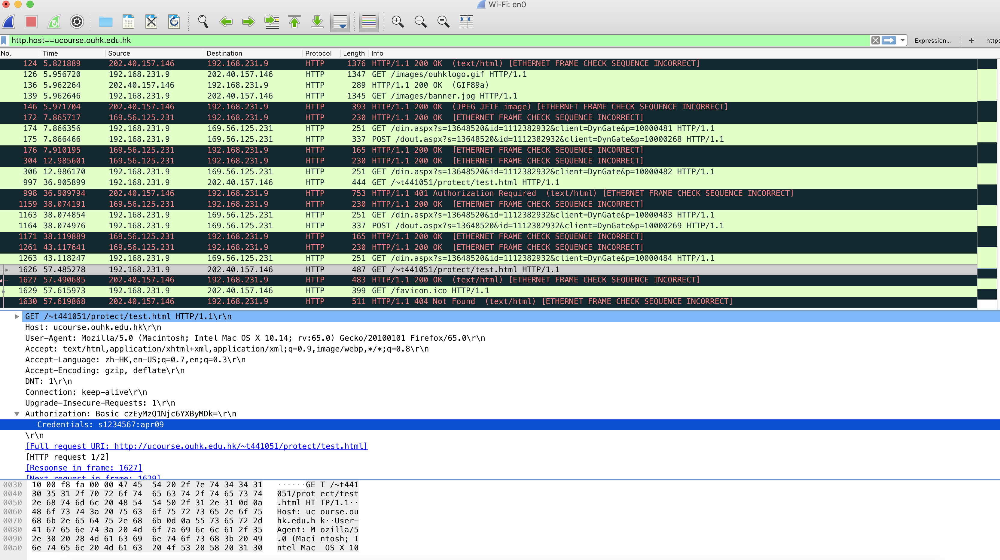 Wi-Fi: en0
http.host==ucourse.ouhk.edu.hk Expression... + https
No. Time Source Destination Protocol Length Info
124 5.821889 202.40.157.146 192.168.231.9 HTTP 1376 HTTP/1.1 200 OK (text/html) [ETHERNET FRAME CHECK SEQUENCE INCORRECT]
126 5.956720 192.168.231.9 202.40.157.146 HTTP 1347 GET /images/ouhklogo.gif HTTP/1.1
136 5.962264 202.40.157.146 192.168.231.9 HTTP 289 HTTP/1.1 200 OK (GIF89a)
139 5.962646 192.168.231.9 202.40.157.146 HTTP 1345 GET /images/banner.jpg HTTP/1.1
146 5.971704 202.40.157.146 192.168.231.9 HTTP 393 HTTP/1.1 200 OK (JPEG JFIF image) [ETHERNET FRAME CHECK SEQUENCE INCORRECT]
172 7.865717 169.56.125.231 192.168.231.9 HTTP 230 HTTP/1.1 200 OK [ETHERNET FRAME CHECK SEQUENCE INCORRECT]
174 7.866356 192.168.231.9 169.56.125.231 HTTP 251 GET /din.aspx?s=13648520&id=1112382932&client=DynGate&p=10000481 HTTP/1.1
175 7.866466 192.168.231.9 169.56.125.231 HTTP 337 POST /dout.aspx?s=13648520&id=1112382932&client=DynGate&p=10000268 HTTP/1.1
176 7.910195 169.56.125.231 192.168.231.9 HTTP 165 HTTP/1.1 200 OK [ETHERNET FRAME CHECK SEQUENCE INCORRECT]
304 12.985601 169.56.125.231 192.168.231.9 HTTP 230 HTTP/1.1 200 OK [ETHERNET FRAME CHECK SEQUENCE INCORRECT]
306 12.986170 192.168.231.9 169.56.125.231 HTTP 251 GET /din.aspx?s=13648520&id=1112382932&client=DynGate&p=10000482 HTTP/1.1
997 36.905899 192.168.231.9 202.40.157.146 HTTP 444 GET /~t441051/protect/test.html HTTP/1.1
998 36.909794 202.40.157.146 192.168.231.9 HTTP 753 HTTP/1.1 401 Authorization Required (text/html) [ETHERNET FRAME CHECK SEQUENCE INCORRECT]
1159 38.074191 169.56.125.231 192.168.231.9 HTTP 230 HTTP/1.1 200 OK [ETHERNET FRAME CHECK SEQUENCE INCORRECT]
1163 38.074854 192.168.231.9 169.56.125.231 HTTP 251 GET /din.aspx?s=13648520&id=1112382932&client=DynGate&p=10000483 HTTP/1.1
1164 38.074976 192.168.231.9 169.56.125.231 HTTP 337 POST /dout.aspx?s=13648520&id=1112382932&client=DynGate&p=10000269 HTTP/1.1
1171 38.119889 169.56.125.231 192.168.231.9 HTTP 165 HTTP/1.1 200 OK [ETHERNET FRAME CHECK SEQUENCE INCORRECT]
1261 43.117641 169.56.125.231 192.168.231.9 HTTP 230 HTTP/1.1 200 OK [ETHERNET FRAME CHECK SEQUENCE INCORRECT]
1263 43.118247 192.168.231.9 169.56.125.231 HTTP 251 GET /din.aspx?s=13648520&id=1112382932&client=DynGate&p=10000484 HTTP/1.1
1626 57.485278 192.168.231.9 202.40.157.146 HTTP 487 GET /~t441051/protect/test.html HTTP/1.1
1627 57.490685 202.40.157.146 192.168.231.9 HTTP 483 HTTP/1.1 200 OK (text/html) [ETHERNET FRAME CHECK SEQUENCE INCORRECT]
1629 57.615973 192.168.231.9 202.40.157.146 HTTP 399 GET /favicon.ico HTTP/1.1
1630 57.619868 202.40.157.146 192.168.231.9 HTTP 511 HTTP/1.1 404 Not Found (text/html) [ETHERNET FRAME CHECK SEQUENCE INCORRECT]
GET /~t441051/protect/test.html HTTP/1.1\r\n
Host: ucourse.ouhk.edu.hk\r\n
User-Agent: Mozilla/5.0 (Macintosh; Intel Mac OS X 10.14; rv:65.0) Gecko/20100101 Firefox/65.0\r\n
Accept: text/html,application/xhtml+xml,application/xml;q=0.9,image/webp,*/*;q=0.8\r\n
Accept-Language: zh-HK,en-US;q=0.7,en;q=0.3\r\n
Accept-Encoding: gzip, deflate\r\n
DNT: 1\r\n
Connection: keep-alive\r\n
Upgrade-Insecure-Requests: 1\r\n
Authorization: Basic czEyMzQ1Njc6YXByMDk=\r\n
Credentials: s1234567:apr09
\r\n
[Full request URI: http://ucourse.ouhk.edu.hk/~t441051/protect/test.html]
[HTTP request 1/2]
[Response in frame: 1627]
[Next request in frame: 1629]
0030 10 00 f8 fa 00 00 47 45 54 20 2f 7e 74 34 34 31 ······GE T /~t441
0040 30 35 31 2f 70 72 6f 74 65 63 74 2f 74 65 73 74 051/prot ect/test
0050 2e 68 74 6d 6c 20 48 54 54 50 2f 31 2e 31 0d 0a .html HT TP/1.1··
0060 48 6f 73 74 3a 20 75 63 6f 75 72 73 65 2e 6f 75 Host: uc ourse.ou
0070 68 6b 2e 65 64 75 2e 68 6b 0d 0a 55 73 65 72 2d hk.edu.h k··User-
0080 41 67 65 6e 74 3a 20 4d 6f 7a 69 6c 6c 61 2f 35 Agent: M ozilla/5
0090 2e 30 20 28 4d 61 63 69 6e 74 6f 73 68 3b 20 49 .0 (Maci ntosh; I
00a0 6e 74 65 6c 20 4d 61 63 20 4f 53 20 58 20 31 30 ntel Mac OS X 10